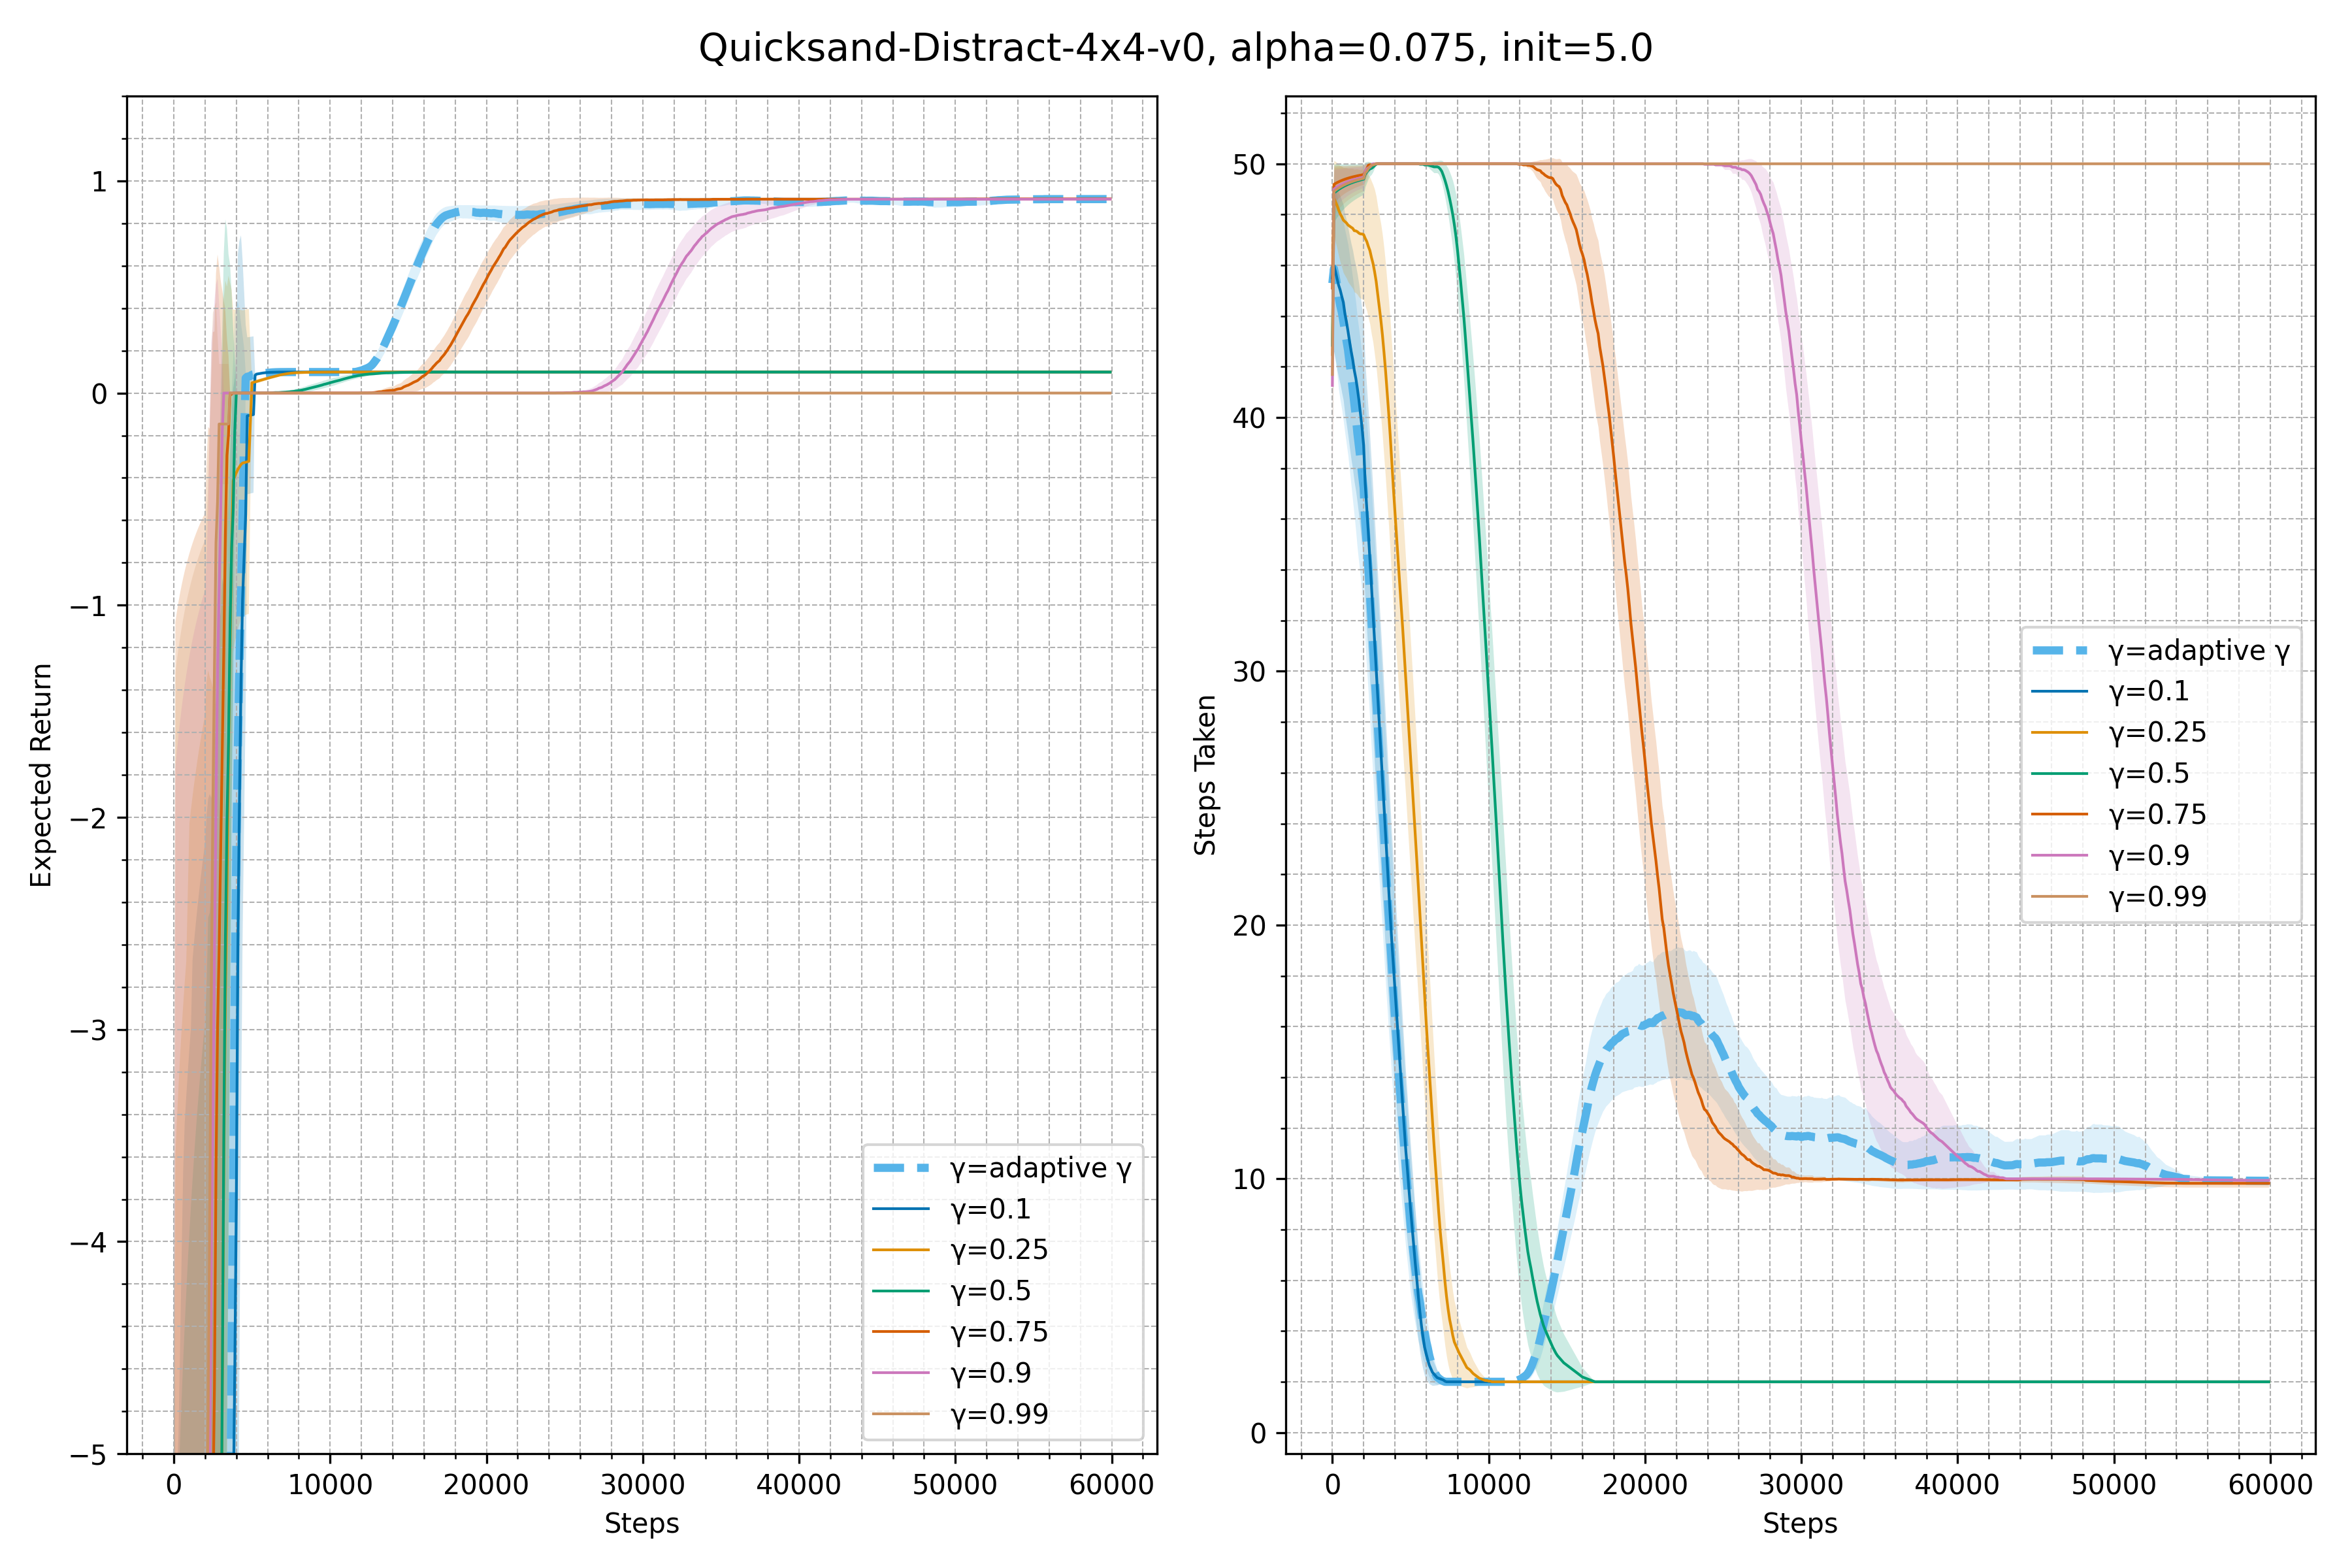 Quicksand-Distract-4x4-v0, alpha=0.075, init=5.0
Expected Return
1
0
−1
−2
−3
−4
−5
0
10000
20000
30000
40000
50000
60000
Steps
γ=adaptive γ
γ=0.1
γ=0.25
γ=0.5
γ=0.75
γ=0.9
γ=0.99
Steps Taken
50
40
30
20
10
0
0
10000
20000
30000
40000
50000
60000
Steps
γ=adaptive γ
γ=0.1
γ=0.25
γ=0.5
γ=0.75
γ=0.9
γ=0.99